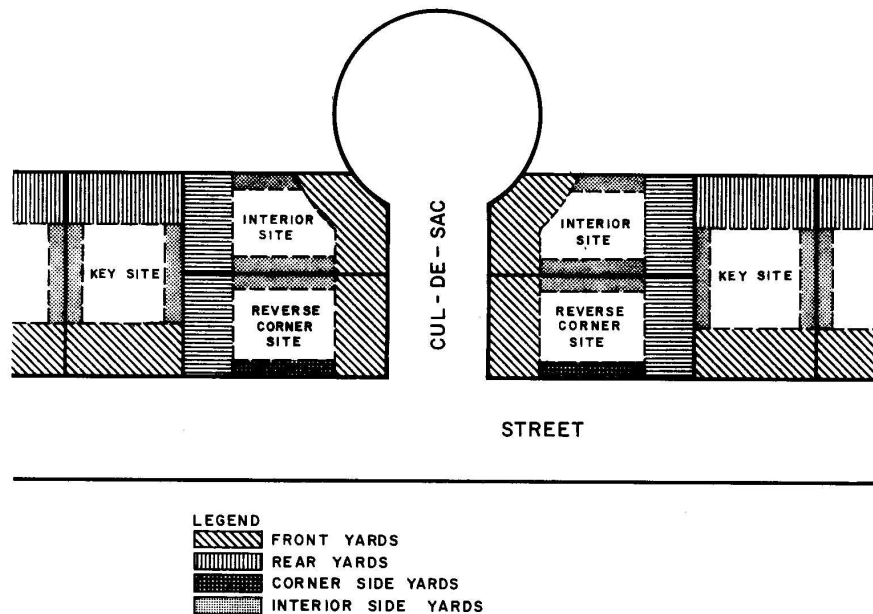 CUL-DE-SAC
INTERIOR
SITE
INTERIOR
SITE
KEY SITE
KEY SITE
REVERSE
CORNER
SITE
REVERSE
CORNER
SITE
STREET
LEGEND
FRONT YARDS
REAR YARDS
CORNER SIDE YARDS
INTERIOR SIDE YARDS